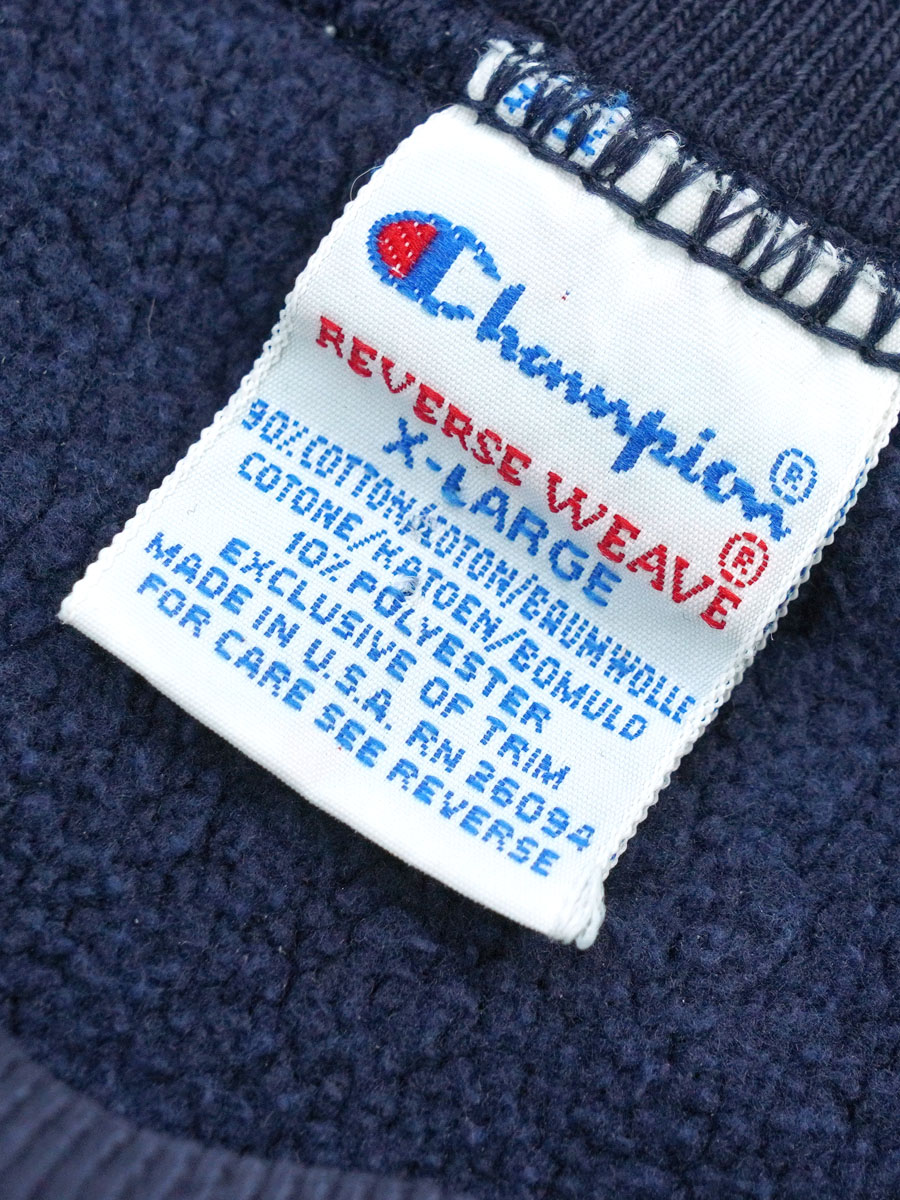 Champion®
REVERSE WEAVE®
X-LARGE
90% COTTON/KOTON/BAUMWOLLE
COTONE/KATOEN/BOMULD
10% POLYESTER
EXCLUSIVE OF TRIM
MADE IN U.S.A. RN 26094
FOR CARE SEE REVERSE